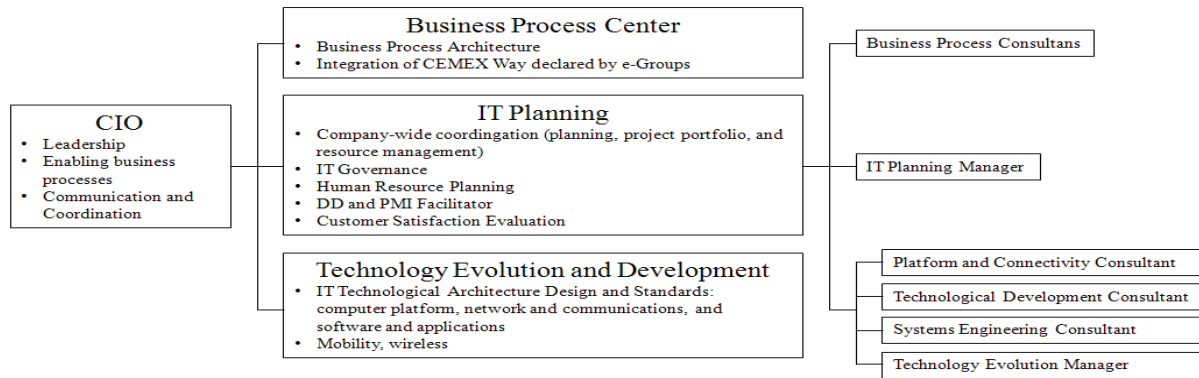 CIO
• Leadership
• Enabling business
processes
• Communication and
Coordination
Business Process Center
• Business Process Architecture
• Integration of CEMEX Way declared by e-Groups
IT Planning
• Company-wide coordingation (planning, project portfolio, and
resource management)
• IT Governance
• Human Resource Planning
• DD and PMI Facilitator
• Customer Satisfaction Evaluation
Technology Evolution and Development
• IT Technological Architecture Design and Standards:
computer platform, network and communications, and
software and applications
• Mobility, wireless
Business Process Consultans
IT Planning Manager
Platform and Connectivity Consultant
Technological Development Consultant
Systems Engineering Consultant
Technology Evolution Manager